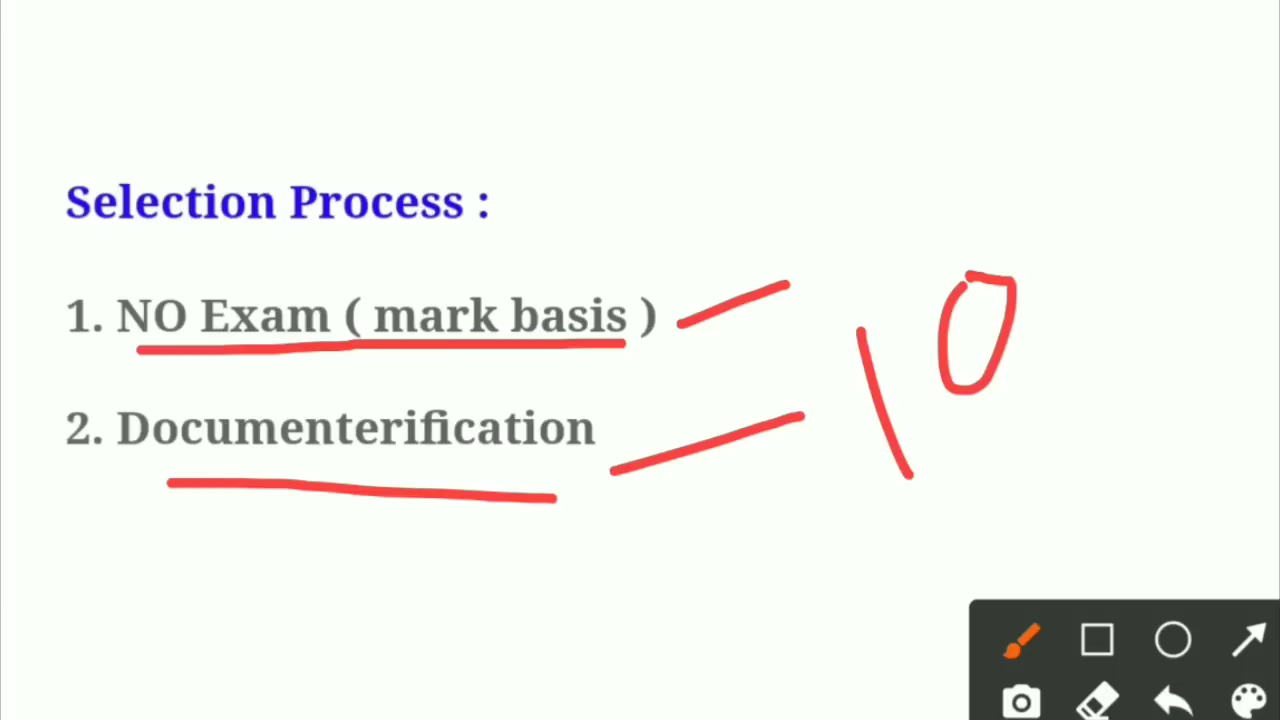 Selection Process :
1. NO Exam ( mark basis )
10
2. Documenterification